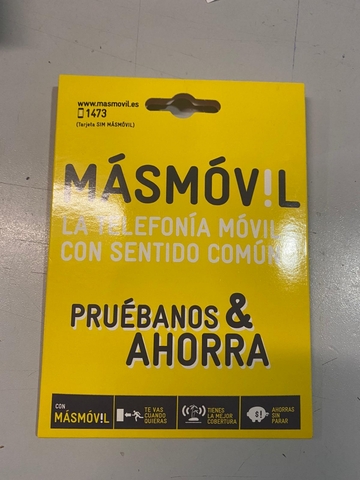 www.masmovil.es
1473
(Tarjeta SIM MÁSMÓVIL)
MÁSMÓV!L
LA TELEFONÍA MÓVIL
CON SENTIDO COMÚN
PRUÉBANOS &
AHORRA
CON
MÁSMÓV!L
TE VAS
CUANDO
QUIERAS
TIENES
LA MEJOR
COBERTURA
$!
AHORRAS
SIN
PARAR